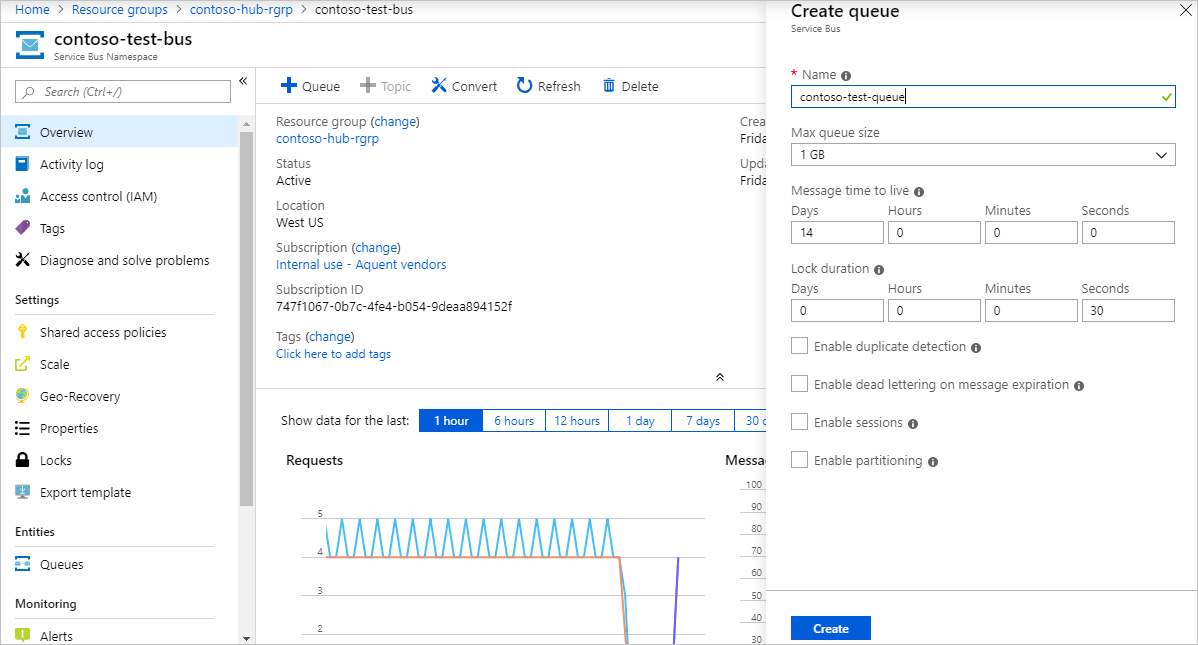 Home > Resource groups > contoso-hub-rgrp > contoso-test-bus
contoso-test-bus
Service Bus Namespace
Search (Ctrl+/)
«
Overview
Activity log
Access control (IAM)
Tags
Diagnose and solve problems
Settings
Shared access policies
Scale
Geo-Recovery
Properties
Locks
Export template
Entities
Queues
Monitoring
Alerts
Queue Topic Convert Refresh Delete
Resource group (change)
contoso-hub-rgrp
Status
Active
Location
West US
Subscription (change)
Internal use - Aquent vendors
Subscription ID
747f1067-0b7c-4fe4-b054-9deaa894152f
Tags (change)
Click here to add tags
Crea
Frida
Upda
Frida
Show data for the last: 1 hour 6 hours 12 hours 1 day 7 days 30 d
Requests
5
4
3
2
Messa
100
90
80
70
60
50
40
30
Create queue
Service Bus
* Name
contoso-test-queue
Max queue size
1 GB
Message time to live
Days Hours Minutes Seconds
14 0 0 0
Lock duration
Days Hours Minutes Seconds
0 0 0 30
Enable duplicate detection
Enable dead lettering on message expiration
Enable sessions
Enable partitioning
Create